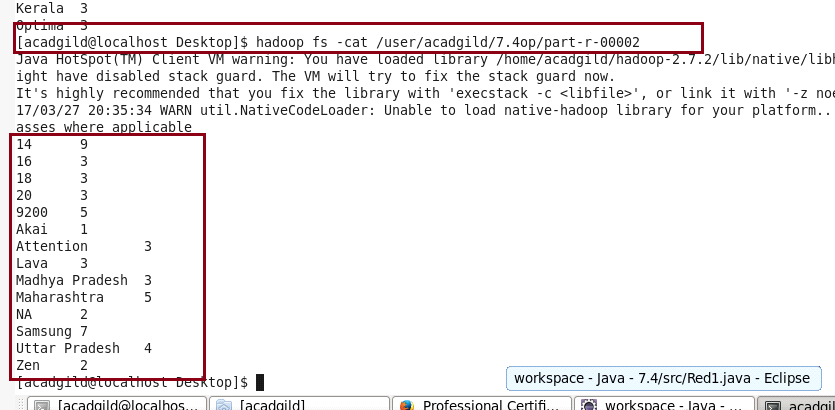 Kerala  3
Optima  3
[acadgild@localhost Desktop]$ hadoop fs -cat /user/acadgild/7.4op/part-r-00002
Java HotSpot(TM) Client VM warning: You have loaded library /home/acadgild/hadoop-2.7.2/lib/native/lib
ight have disabled stack guard. The VM will try to fix the stack guard now.
It's highly recommended that you fix the library with 'execstack -c <libfile>', or link it with '-z noe
17/03/27 20:35:34 WARN util.NativeCodeLoader: Unable to load native-hadoop library for your platform..
asses where applicable
14      9
16      3
18      3
20      3
9200    5
Akai    1
Attention       3
Lava    3
Madhya Pradesh  3
Maharashtra     5
NA      2
Samsung 7
Uttar Pradesh   4
Zen     2
[acadgild@localhost Desktop]$
workspace - Java - 7.4/src/Red1.java - Eclipse
[acadgild@localhos... [acadgild] Professional Certifi... workspace - Java - ... acadgild